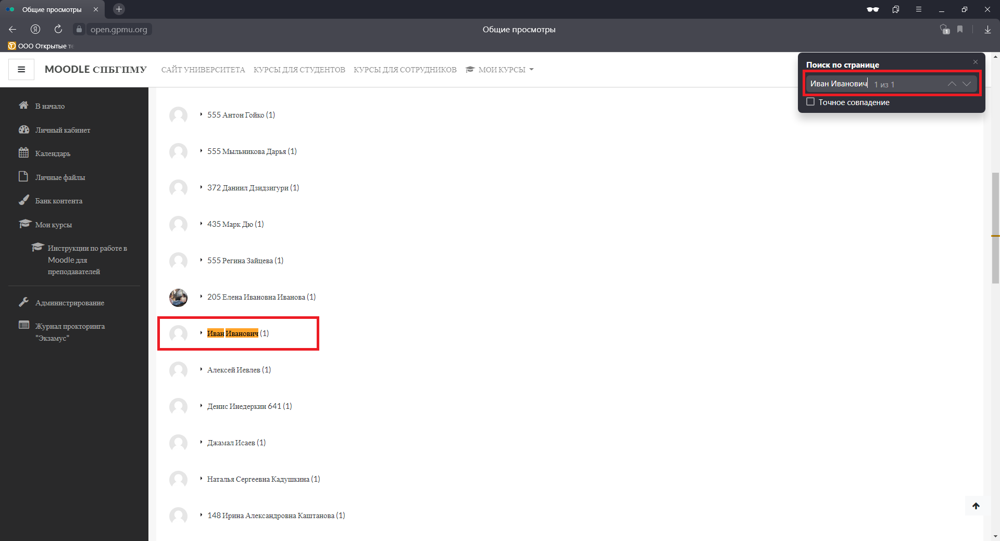 Общие просмотры
open.gpmu.org
Общие просмотры
1
ООО Открытые те
MOODLE СПБГПМУ
САЙТ УНИВЕРСИТЕТА
КУРСЫ ДЛЯ СТУДЕНТОВ
КУРСЫ ДЛЯ СОТРУДНИКОВ
МОИ КУРСЫ
Поиск по странице
Иван Иванович 1 из 1
Точное совпадение
В начало
Личный кабинет
Календарь
Личные файлы
Банк контента
Мои курсы
Инструкции по работе в
Moodle для
преподавателей
Администрирование
Журнал прокторинга
"Экзамус"
555 Антон Гойко (1)
555 Мыльникова Дарья (1)
372 Даниил Дзидзигури (1)
435 Марк Дю (1)
555 Регина Зайцева (1)
205 Елена Ивановна Иванова (1)
Иван Иванович (1)
Алексей Иевлев (1)
Денис Инедеркин 641 (1)
Джамал Исаев (1)
Наталья Сергеевна Кадушкина (1)
148 Ирина Александровна Каштанова (1)